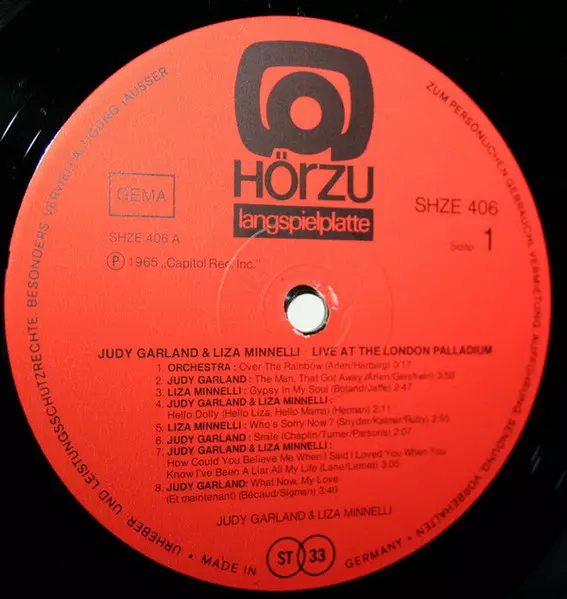 HÖRZU
langspielplatte
GEMA
SHZE 406
SHZE 406 A
Seite 1
Ⓟ 1965 „Capitol Rec. Inc."
JUDY GARLAND & LIZA MINNELLI · LIVE AT THE LONDON PALLADIUM
1. ORCHESTRA: Over The Rainbow (Arlen/Harburg) 0:17
2. JUDY GARLAND: The Man, That Got Away (Arlen/Gershwin) 3:58
3. LIZA MINNELLI: Gypsy In My Soul (Boland/Jaffe) 2:47
4. JUDY GARLAND & LIZA MINNELLI:
Hello Dolly (Hello Liza, Hello Mama) (Herman) 2:11
5. LIZA MINNELLI: Who's Sorry Now? (Snyder/Kalmer/Ruby) 2:55
6. JUDY GARLAND: Smile (Chaplin/Turner/Parsons) 2:07
7. JUDY GARLAND & LIZA MINNELLI:
How Could You Believe Me When I Said I Loved You When You
Know I've Been A Liar All My Life (Lane/Lerner) 3:05
8. JUDY GARLAND: What Now, My Love
(Et maintenant) (Bécaud/Sigman) 3:40
JUDY GARLAND & LIZA MINNELLI
ST 33
• URHEBER- UND LEISTUNGSSCHUTZRECHTE, BESONDERS VERVIELFÄLTIGUNG, AUSSER
ZUM PERSÖNLICHEN GEBRAUCH, VERMIETUNG, AUFFÜHRUNG, SENDUNG, VORBEHALTEN •
MADE IN GERMANY •